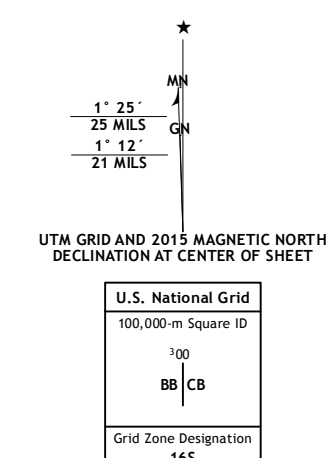 ★
MN
1° 25´
25 MILS
GN
1° 12´
21 MILS
UTM GRID AND 2015 MAGNETIC NORTH
DECLINATION AT CENTER OF SHEET
U.S. National Grid
100,000-m Square ID
³00
BB CB
Grid Zone Designation
16S